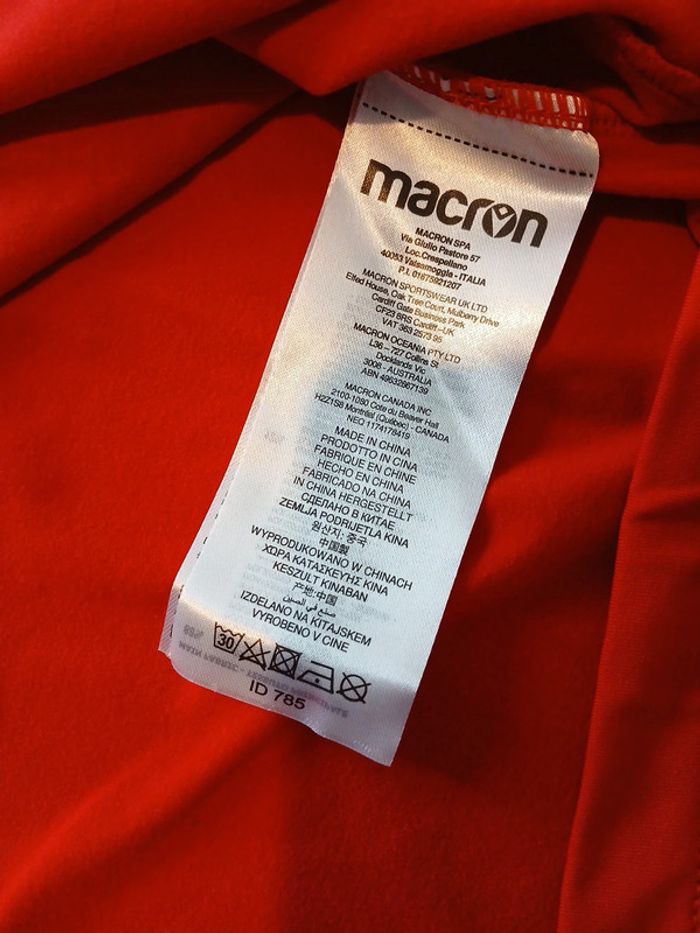 macron
MACRON SPA
Via Giulio Pastore 57
Loc.Crespellano
40053 Valsamoggia - ITALIA
P.I. 01675921207
MACRON SPORTSWEAR UK LTD
Elfed House, Oak Tree Court, Mulberry Drive
Cardiff Gate Business Park
CF23 8RS Cardiff -UK
VAT 363 2573 95
MACRON OCEANIA PTY LTD
L36 - 727 Collins St
Docklands Vic
3008 - AUSTRALIA
ABN 49632967139
MACRON CANADA INC
2100-1090 Cote du Beaver Hall
H2Z1S8 Montréal (Québec) - CANADA
NEQ 1174178419
MADE IN CHINA
PRODOTTO IN CINA
FABRIQUE EN CHINE
HECHO EN CHINA
FABRICADO NA CHINA
IN CHINA HERGESTELLT
СДЕЛАНО В КИТАЕ
ZEMLJA PODRIJETLA KINA
원산지: 중국
中国製
WYPRODUKOWANO W CHINACH
ΧΩΡΑ ΚΑΤΑΣΚΕΥΗΣ ΚΙΝΑ
KESZULT KINABAN
产地:中国
صنع في الصين
IZDELANO NA KITAJSKEM
VYROBENO V CINE
30
ID 785